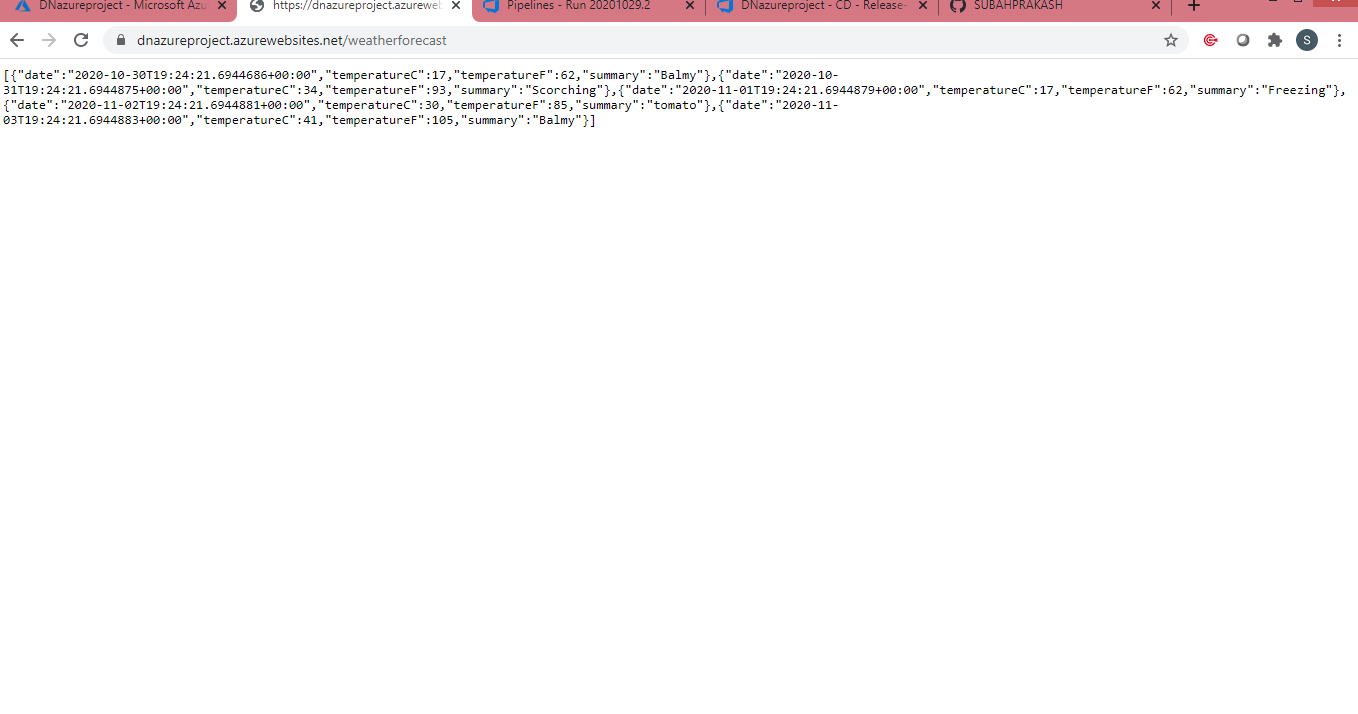 DNazureproject - Microsoft Azu
https://dnazureproject.azureweb
Pipelines - Run 20201029.2
DNazureproject - CD - Release-
SUBAHPRAKASH
dnazureproject.azurewebsites.net/weatherforecast
S
[{"date":"2020-10-30T19:24:21.6944686+00:00","temperatureC":17,"temperatureF":62,"summary":"Balmy"},{"date":"2020-10-
31T19:24:21.6944875+00:00","temperatureC":34,"temperatureF":93,"summary":"Scorching"},{"date":"2020-11-01T19:24:21.6944879+00:00","temperatureC":17,"temperatureF":62,"summary":"Freezing"},
{"date":"2020-11-02T19:24:21.6944881+00:00","temperatureC":30,"temperatureF":85,"summary":"tomato"},{"date":"2020-11-
03T19:24:21.6944883+00:00","temperatureC":41,"temperatureF":105,"summary":"Balmy"}]